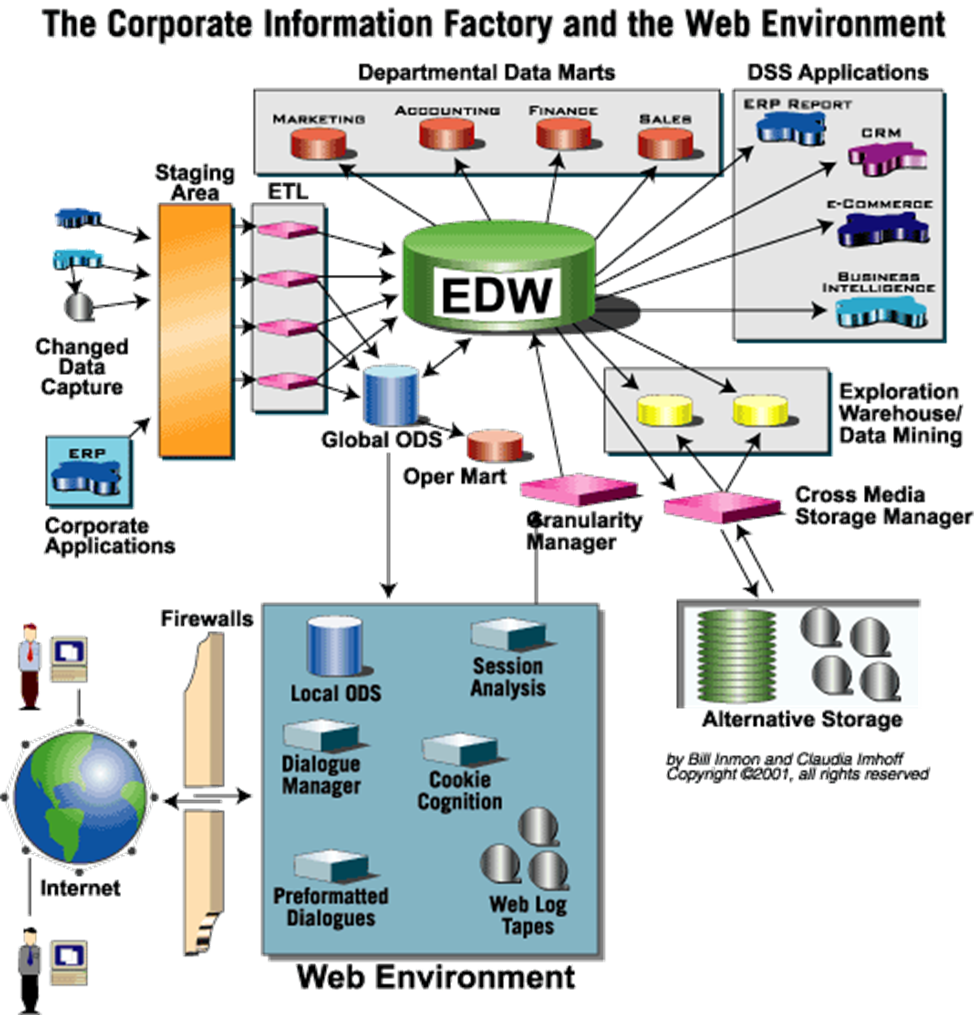 The Corporate Information Factory and the Web Environment
Departmental Data Marts
DSS Applications
MARKETING
ACCOUNTING
FINANCE
SALES
ERP REPORT
CRM
E-COMMERCE
BUSINESS
INTELLIGENCE
Staging
Area
ETL
EDW
Changed
Data
Capture
ERP
Corporate
Applications
Global ODS
Oper Mart
Exploration
Warehouse/
Data Mining
Granularity
Manager
Cross Media
Storage Manager
Alternative Storage
by Bill Inmon and Claudia Imhoff
Copyright ©2001, all rights reserved
Firewalls
Internet
Local ODS
Session
Analysis
Dialogue
Manager
Cookie
Cognition
Preformatted
Dialogues
Web Log
Tapes
Web Environment